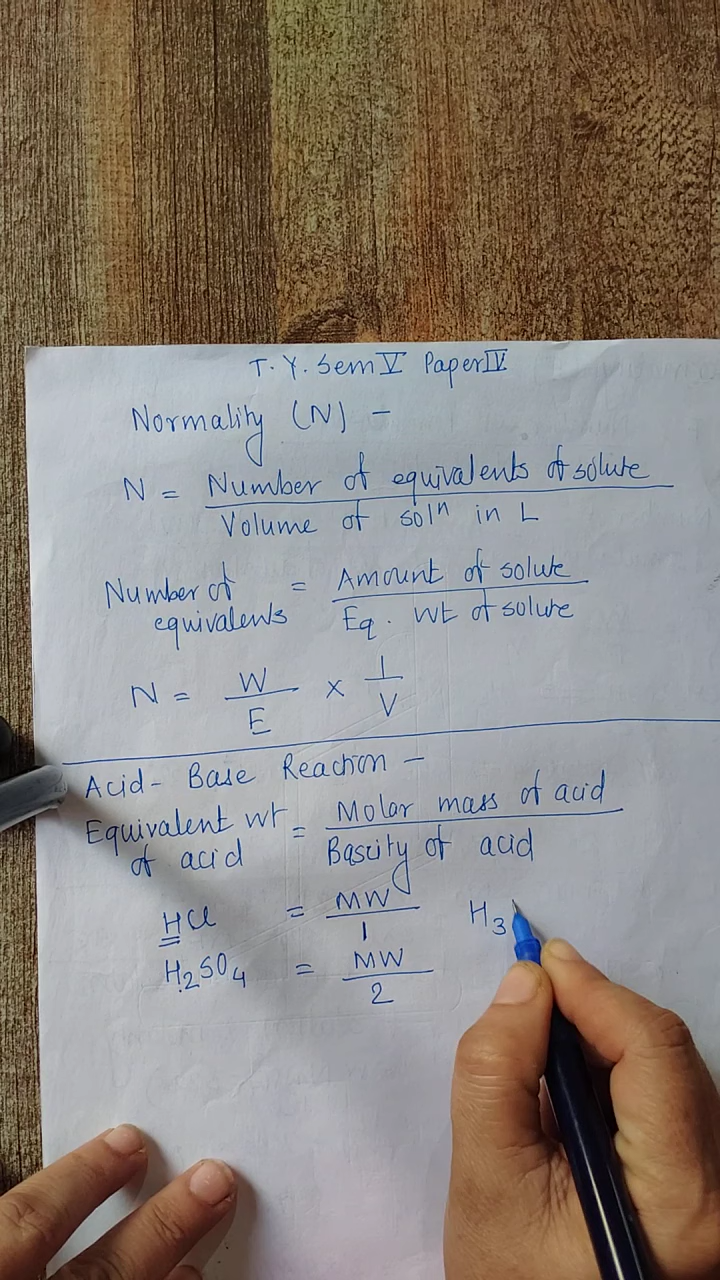 T.Y. Sem V Paper IV
Normality (N) -
N = Number of equivalents of solute
Volume of solⁿ in L
Number of equivalents = Amount of solute
Eq. Wt of solute
N = W/E × 1/V
Acid-Base Reaction -
Equivalent wt of acid = Molar mass of acid
Bascity of acid
HCl = MW/1 H3
H2SO4 = MW/2